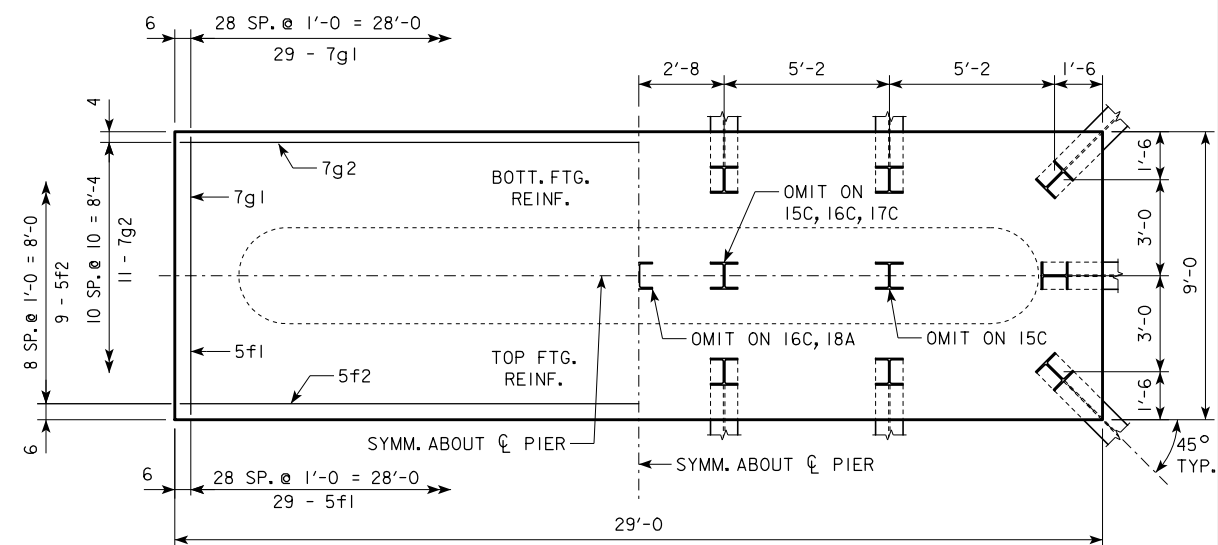 6 28 SP. @ 1'-0 = 28'-0
29 - 7g1
2'-8 5'-2 5'-2 1'-6
4
7g2
7g1
BOTT. FTG.
REINF.
OMIT ON
15C, 16C, 17C
1'-6
3'-0
9'-0
3'-0
1'-6
8 SP. @ 1'-0 = 8'-0
9 - 5f2
10 SP. @ 10 = 8'-4
11 - 7g2
OMIT ON 16C, 18A
OMIT ON 15C
5f1
TOP FTG.
REINF.
5f2
6
SYMM. ABOUT ℄ PIER
SYMM. ABOUT ℄ PIER
45°
TYP.
6 28 SP. @ 1'-0 = 28'-0
29 - 5f1
29'-0